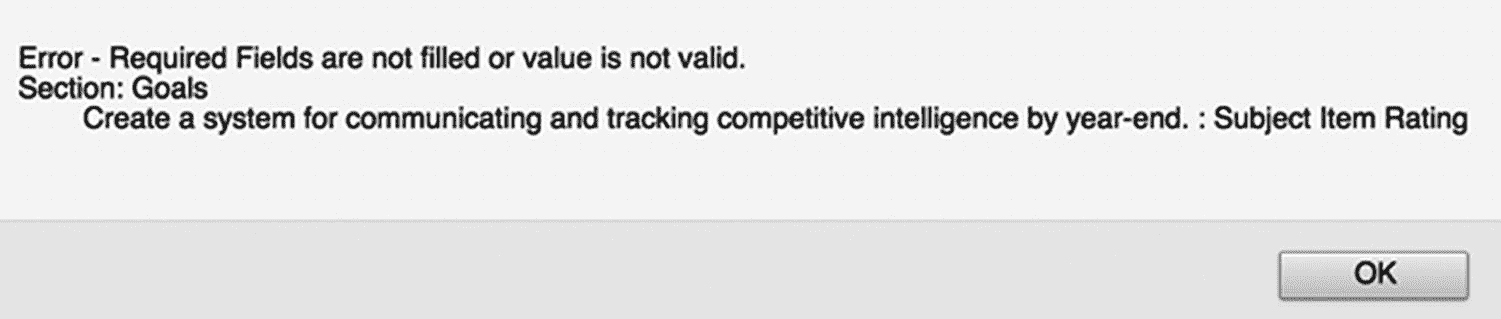 Error - Required Fields are not filled or value is not valid.
Section: Goals
Create a system for communicating and tracking competitive intelligence by year-end. : Subject Item Rating
OK